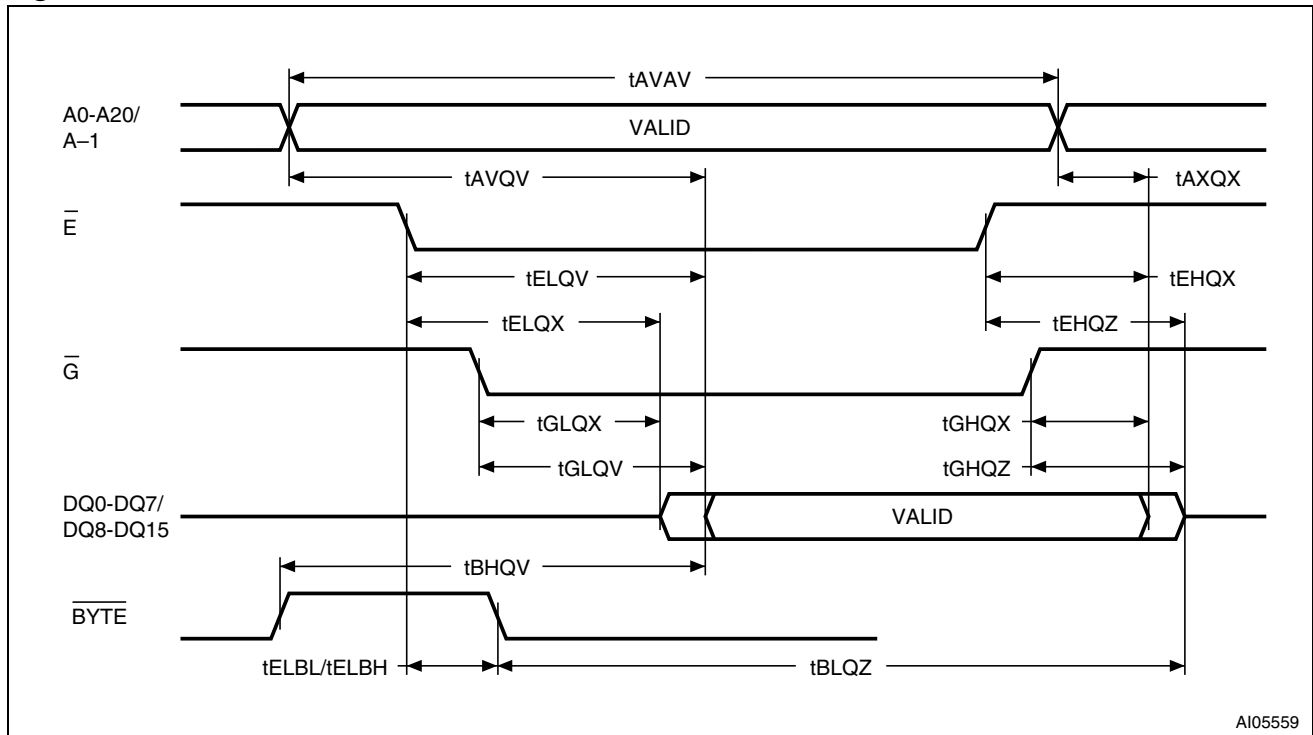 tAVAV
A0-A20/
A–1
VALID
tAVQV
tAXQX
E
tELQV
tEHQX
tELQX
tEHQZ
G
tGLQX
tGHQX
tGLQV
tGHQZ
DQ0-DQ7/
DQ8-DQ15
VALID
tBHQV
BYTE
tELBL/tELBH
tBLQZ
AI05559